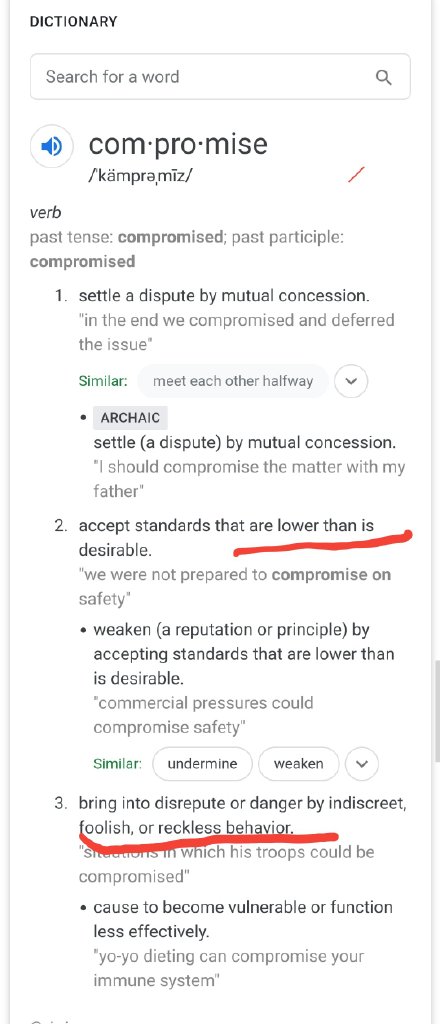 DICTIONARY
Search for a word
com·pro·mise
/ˈkämprəˌmīz/
verb
past tense: compromised; past participle:
compromised
1. settle a dispute by mutual concession.
"in the end we compromised and deferred
the issue"
Similar: meet each other halfway
• ARCHAIC
settle (a dispute) by mutual concession.
"I should compromise the matter with my
father"
2. accept standards that are lower than is
desirable.
"we were not prepared to compromise on
safety"
• weaken (a reputation or principle) by
accepting standards that are lower than
is desirable.
"commercial pressures could
compromise safety"
Similar: undermine weaken
3. bring into disrepute or danger by indiscreet,
foolish, or reckless behavior.
"situations in which his troops could be
compromised"
• cause to become vulnerable or function
less effectively.
"yo-yo dieting can compromise your
immune system"